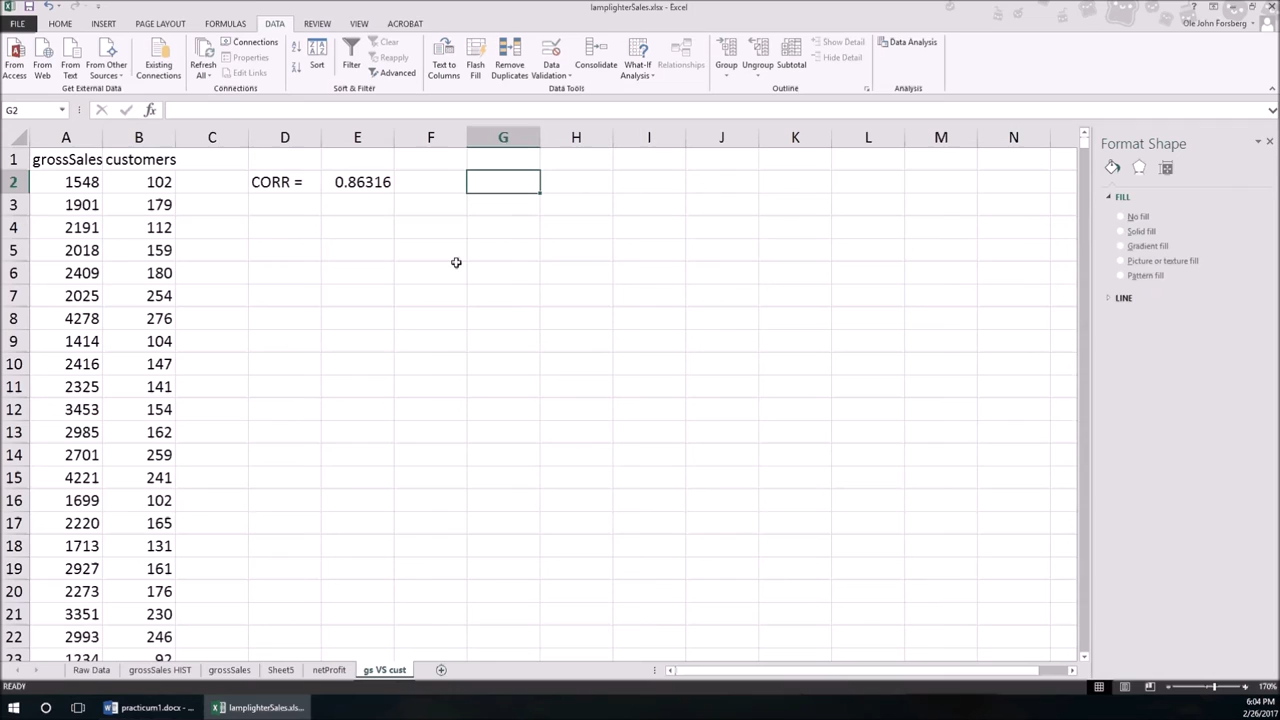 lamplighterSales.xlsx - Excel
FILE HOME INSERT PAGE LAYOUT FORMULAS DATA REVIEW VIEW ACROBAT
Ole John Forsberg
From Access
From Web
From Text
From Other Sources
Existing Connections
Get External Data
Refresh All
Connections
Properties
Edit Links
Connections
Sort
Filter
Clear
Reapply
Advanced
Sort & Filter
Text to Columns
Flash Fill
Remove Duplicates
Data Validation
Consolidate
What-If Analysis
Relationships
Data Tools
Group
Ungroup
Subtotal
Show Detail
Hide Detail
Outline
Data Analysis
Analysis
G2 fx
A B C D E F G H I J K L M N
1 grossSales customers
2 1548 102 CORR = 0.86316
3 1901 179
4 2191 112
5 2018 159
6 2409 180
7 2025 254
8 4278 276
9 1414 104
10 2416 147
11 2325 141
12 3453 154
13 2985 162
14 2701 259
15 4221 241
16 1699 102
17 2220 165
18 1713 131
19 2927 161
20 2273 176
21 3351 230
22 2993 246
23 1234 92
Format Shape
FILL
No fill
Solid fill
Gradient fill
Picture or texture fill
Pattern fill
LINE
Raw Data grossSales HIST grossSales Sheet5 netProfit gs VS cust
READY 170%
practicum1.docx - ... lamplighterSales.xls...
6:04 PM
2/26/2017